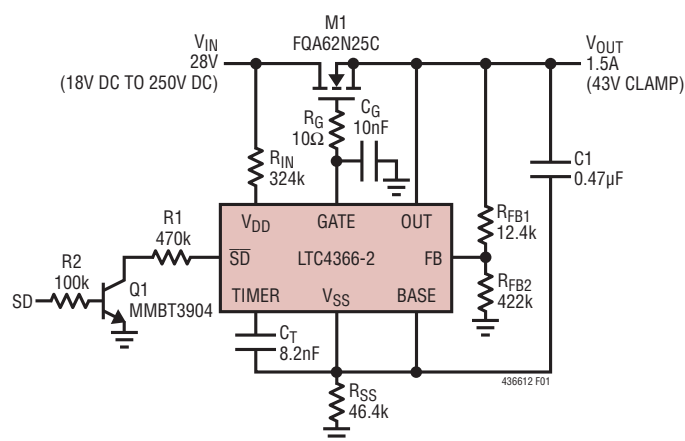 M1
FQA62N25C
VIN
28V
(18V DC TO 250V DC)
VOUT
1.5A
(43V CLAMP)
RG
10Ω
CG
10nF
RIN
324k
C1
0.47µF
RFB1
12.4k
R1
470k
VDD GATE OUT
SD LTC4366-2 FB
TIMER VSS BASE
R2
100k
SD
Q1
MMBT3904
RFB2
422k
CT
8.2nF
436612 F01
RSS
46.4k